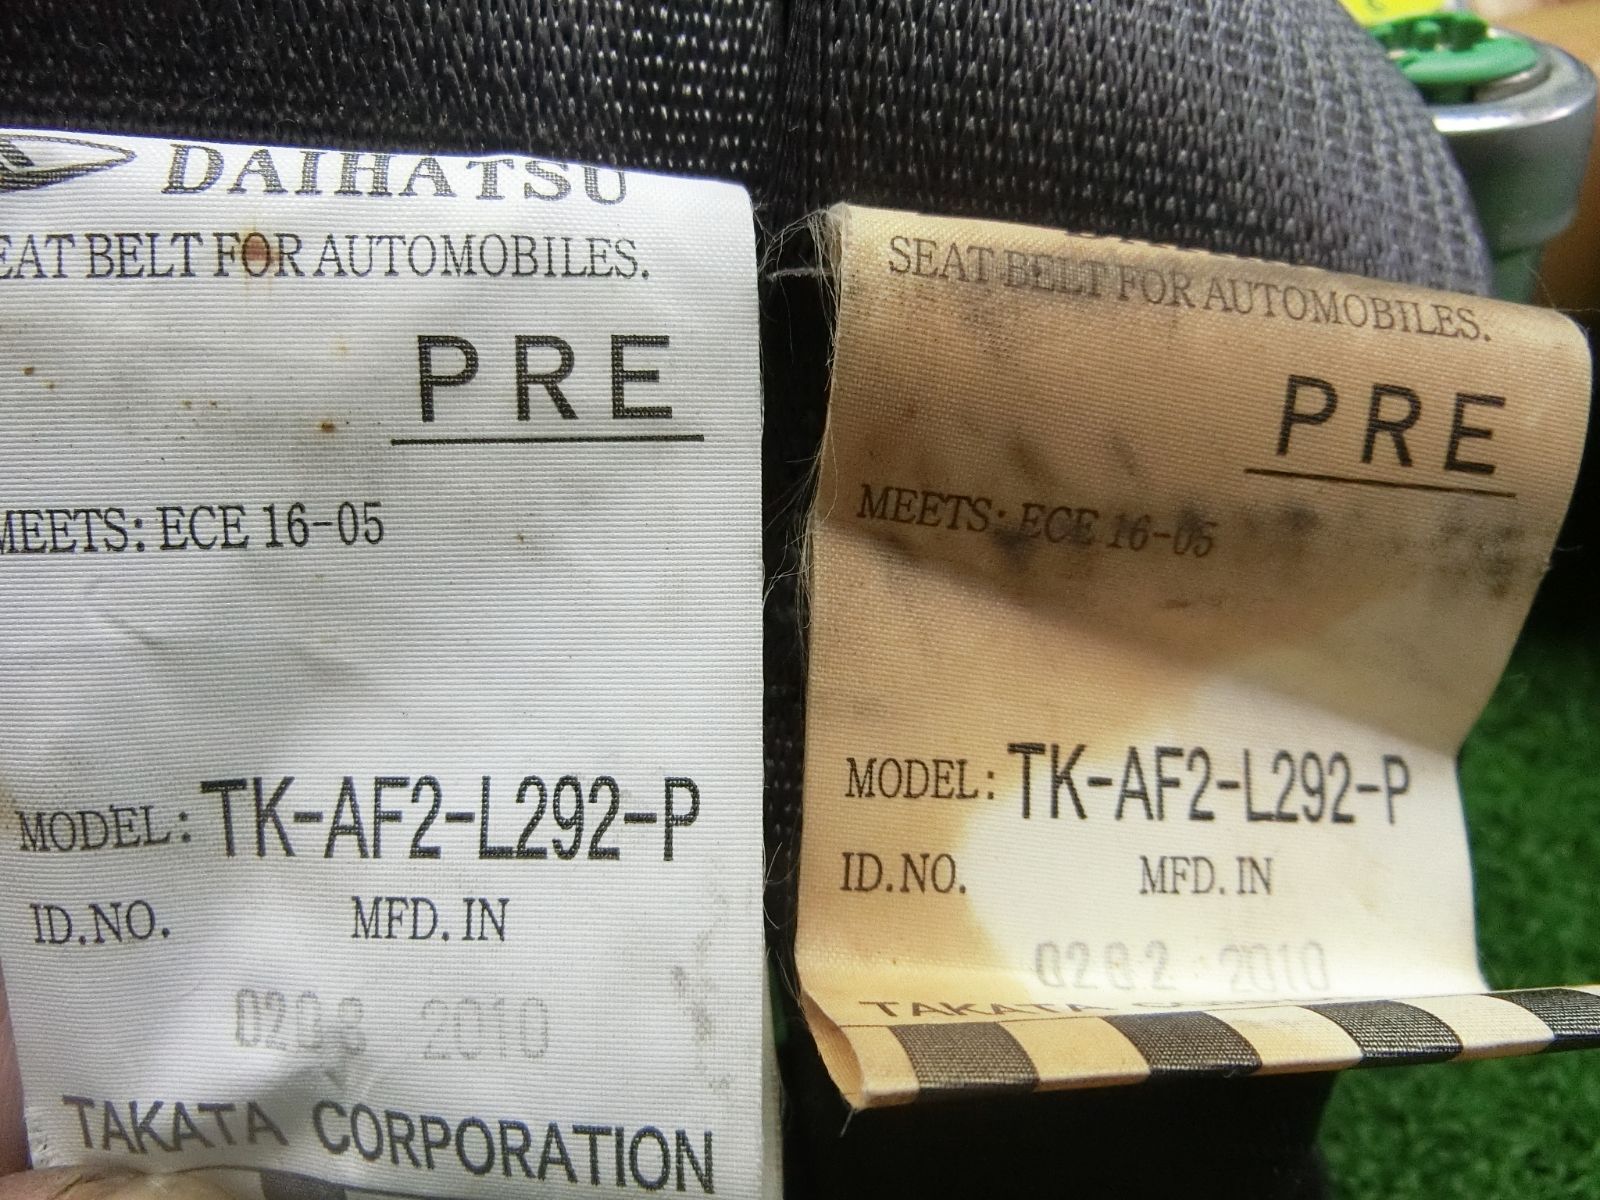 DAIHATSU
EAT BELT FOR AUTOMOBILES.
PRE
MEETS: ECE 16-05
MODEL: TK-AF2-L292-P
ID.NO. MFD. IN
2010
TAKATA CORPORATION
SEAT BELT FOR AUTOMOBILES.
PRE
MEETS: ECE 16-05
MODEL: TK-AF2-L292-P
ID.NO. MFD. IN
2010
TAKATA